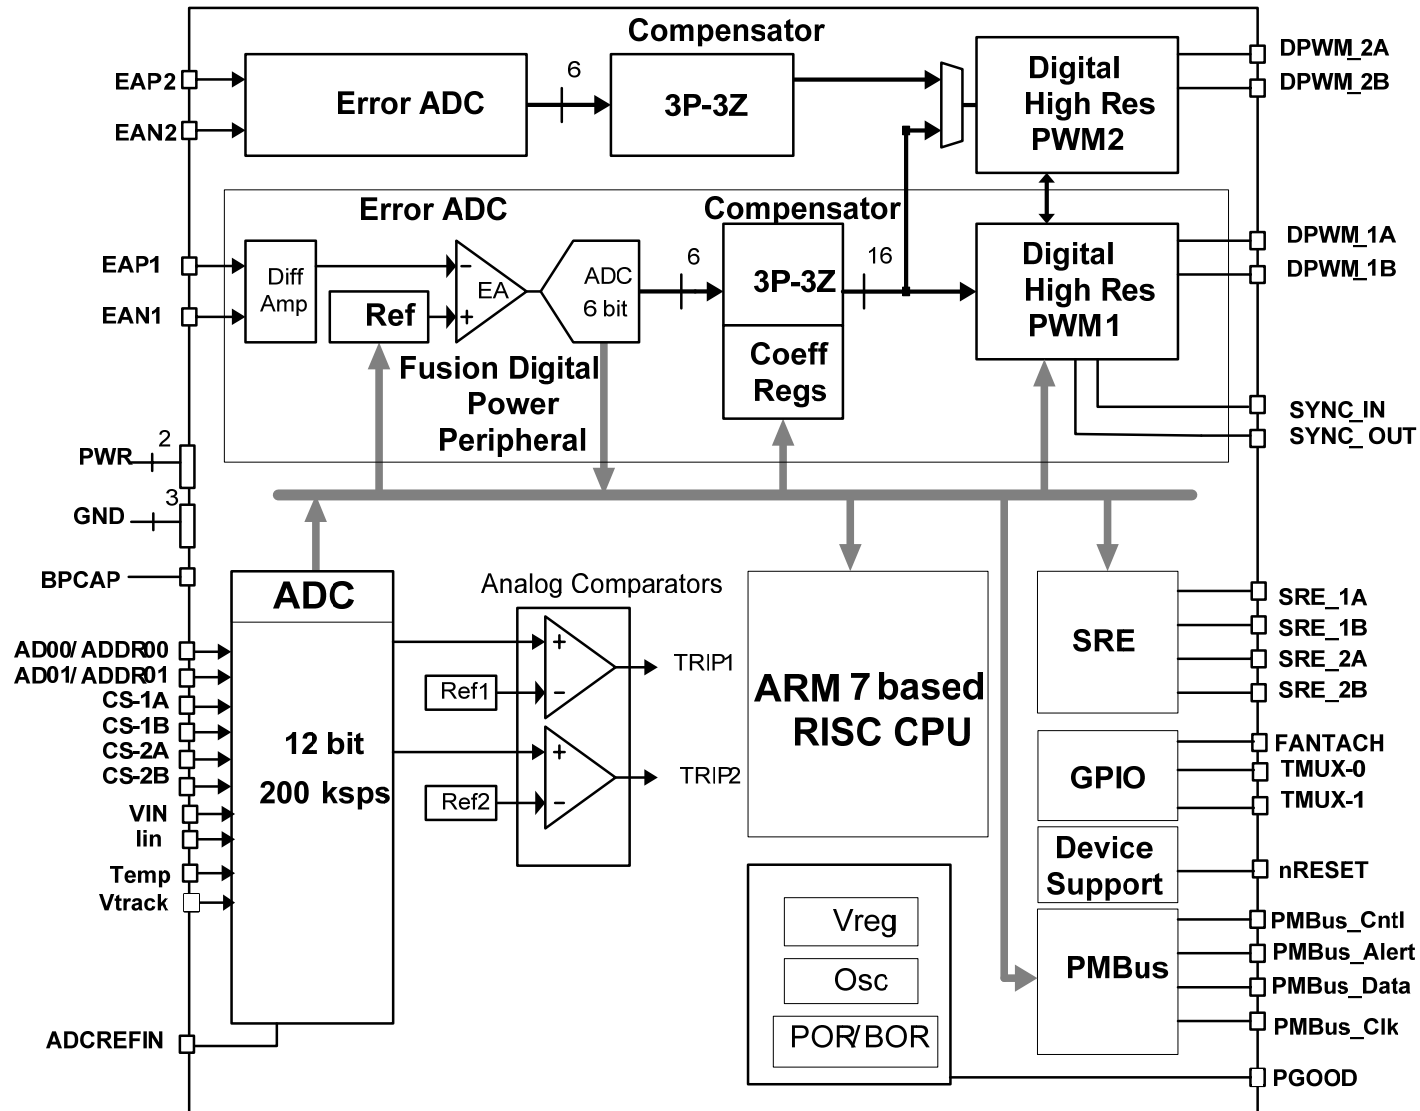 Compensator
EAP2
EAN2
Error ADC
6
3P-3Z
Digital
High Res
PWM2
DPWM_2A
DPWM_2B
Error ADC
Compensator
EAP1
EAN1
Diff
Amp
Ref
EA
ADC
6 bit
6
3P-3Z
16
Coeff
Regs
Digital
High Res
PWM1
DPWM_1A
DPWM_1B
Fusion Digital
Power
Peripheral
SYNC_IN
SYNC_OUT
PWR
2
GND
3
BPCAP
AD00/ADDR00
AD01/ADDR01
CS-1A
CS-1B
CS-2A
CS-2B
VIN
Iin
Temp
Vtrack
ADCREFIN
ADC
12 bit
200 ksps
Analog Comparators
Ref1
TRIP1
Ref2
TRIP2
ARM 7 based
RISC CPU
Vreg
Osc
POR/BOR
SRE
SRE_1A
SRE_1B
SRE_2A
SRE_2B
GPIO
FANTACH
TMUX-0
TMUX-1
Device
Support
nRESET
PMBus
PMBus_Cntl
PMBus_Alert
PMBus_Data
PMBus_Clk
PGOOD